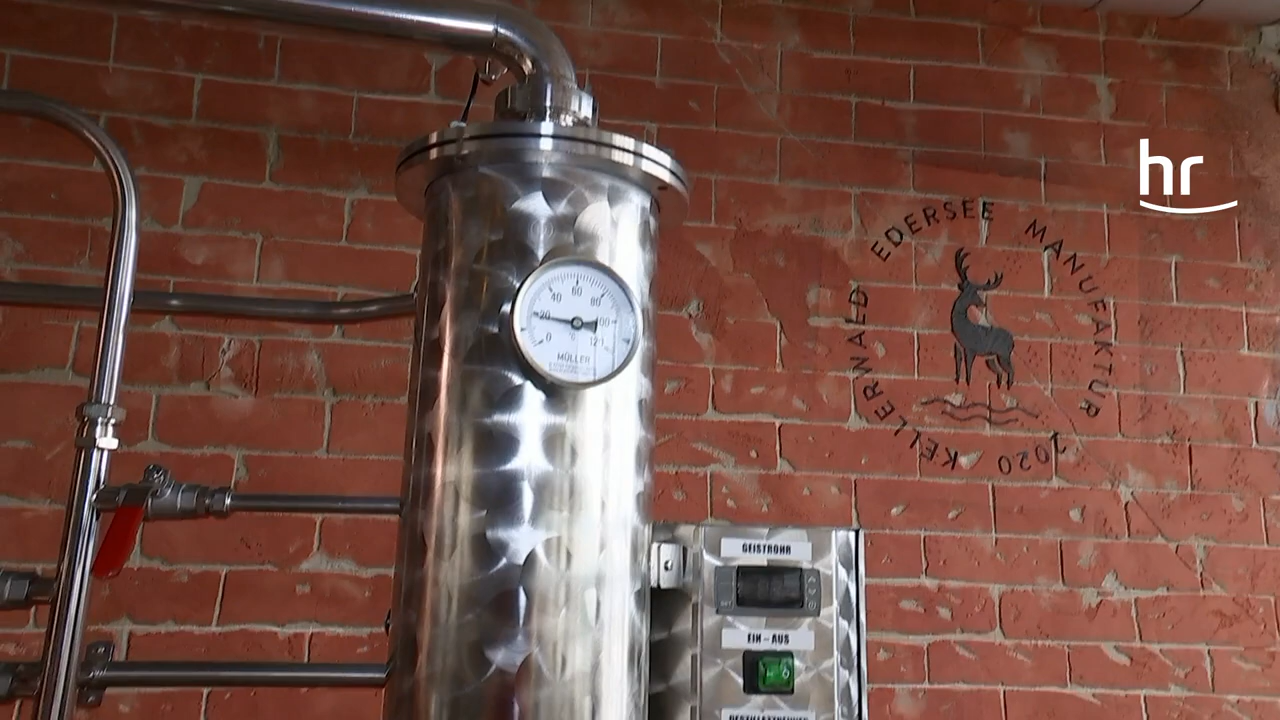 hr
EDERSEE MANUFAKTUR
KELLERWALD 2020
0 20 40 60 80 100 120
°C
MÜLLER
GEISTROHR
EIN - AUS